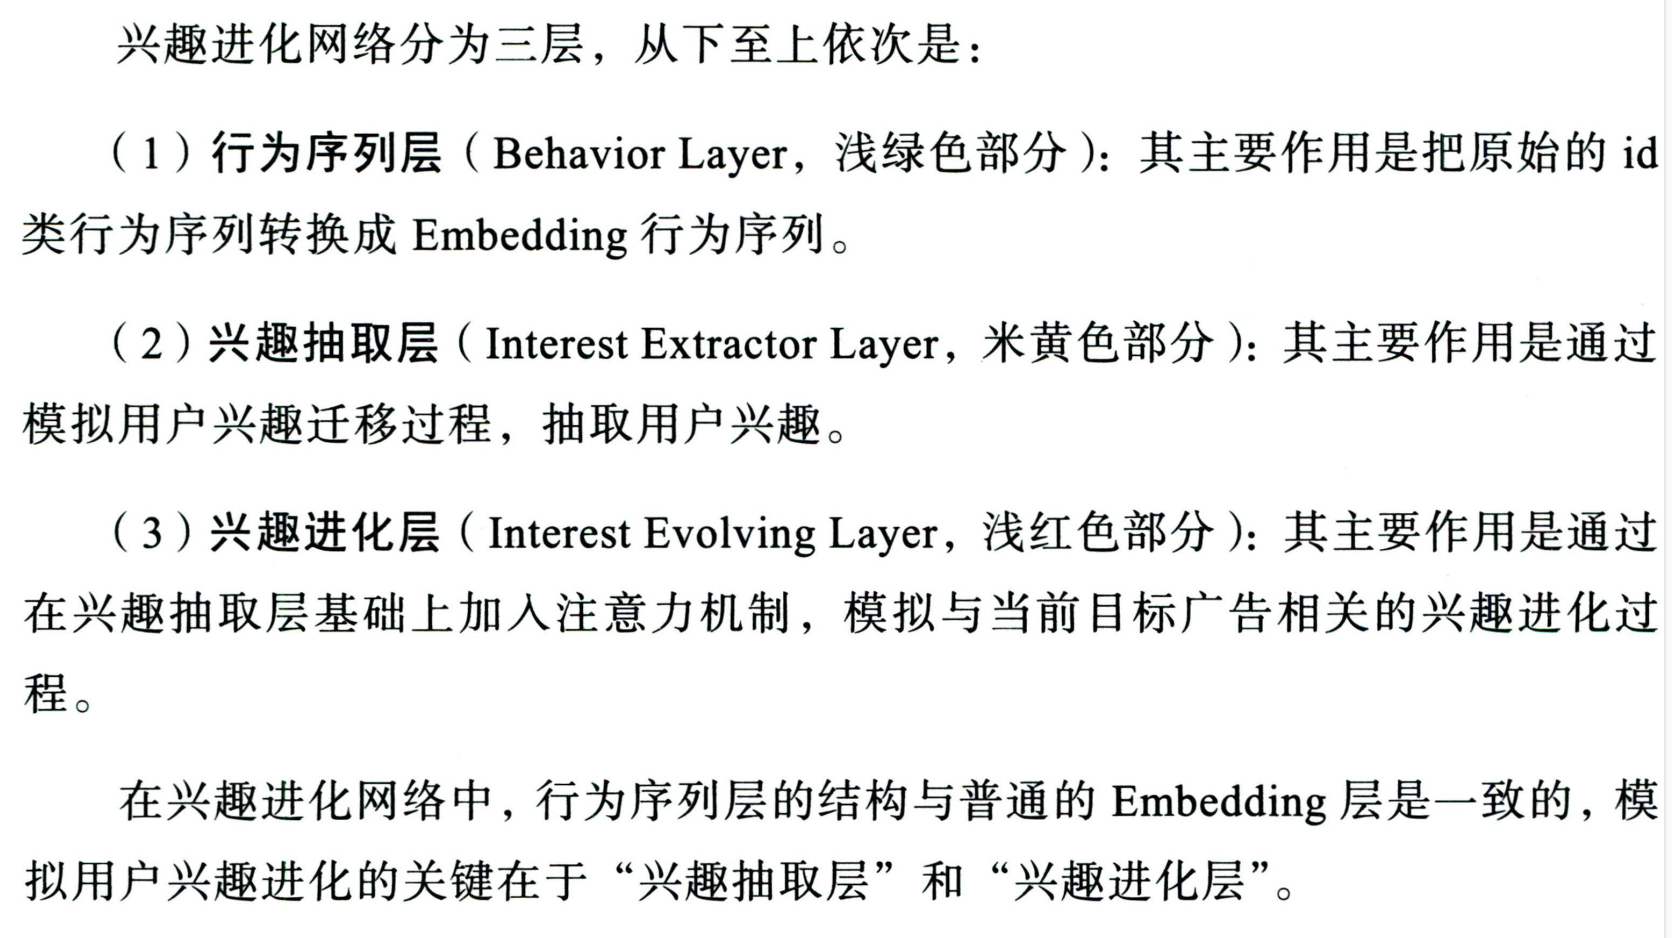 兴趣进化网络分为三层，从下至上依次是：
（1）行为序列层（Behavior Layer，浅绿色部分）：其主要作用是把原始的 id
类行为序列转换成 Embedding 行为序列。
（2）兴趣抽取层（Interest Extractor Layer，米黄色部分）：其主要作用是通过
模拟用户兴趣迁移过程，抽取用户兴趣。
（3）兴趣进化层（Interest Evolving Layer，浅红色部分）：其主要作用是通过
在兴趣抽取层基础上加入注意力机制，模拟与当前目标广告相关的兴趣进化过
程。
在兴趣进化网络中，行为序列层的结构与普通的 Embedding 层是一致的，模
拟用户兴趣进化的关键在于“兴趣抽取层”和“兴趣进化层”。